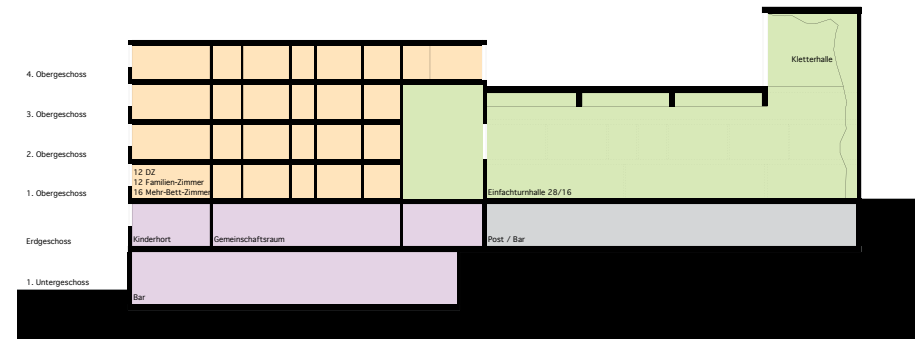 Kletterhalle
4. Obergeschoss
3. Obergeschoss
2. Obergeschoss
12 DZ
12 Familien-Zimmer
1. Obergeschoss
16 Mehr-Bett-Zimmer
Einfachturnhalle 28/16
Erdgeschoss
Kinderhort
Gemeinschaftsraum
Post / Bar
1. Untergeschoss
Bar